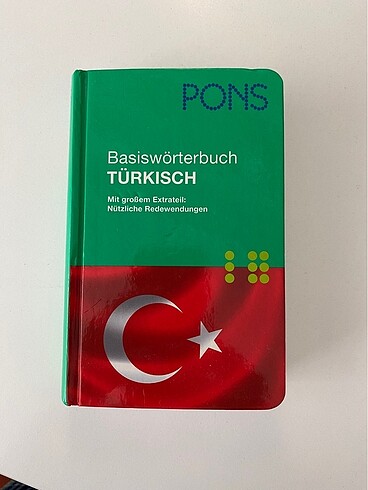 PONS
Basiswörterbuch
TÜRKISCH
Mit großem Extrateil:
Nützliche Redewendungen